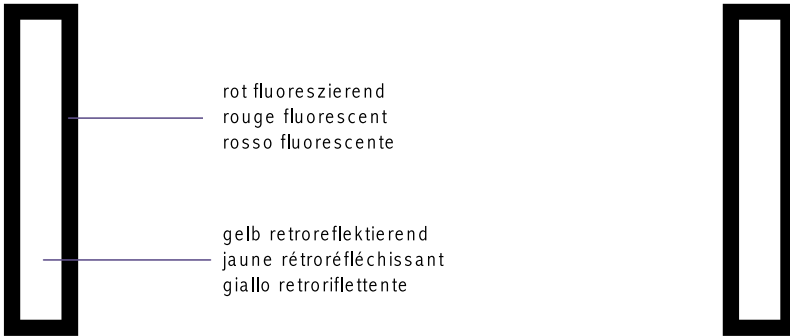 rot fluoreszierend
rouge fluorescent
rosso fluorescente
gelb retroreflektierend
jaune rétroréfléchissant
giallo retroriflettente